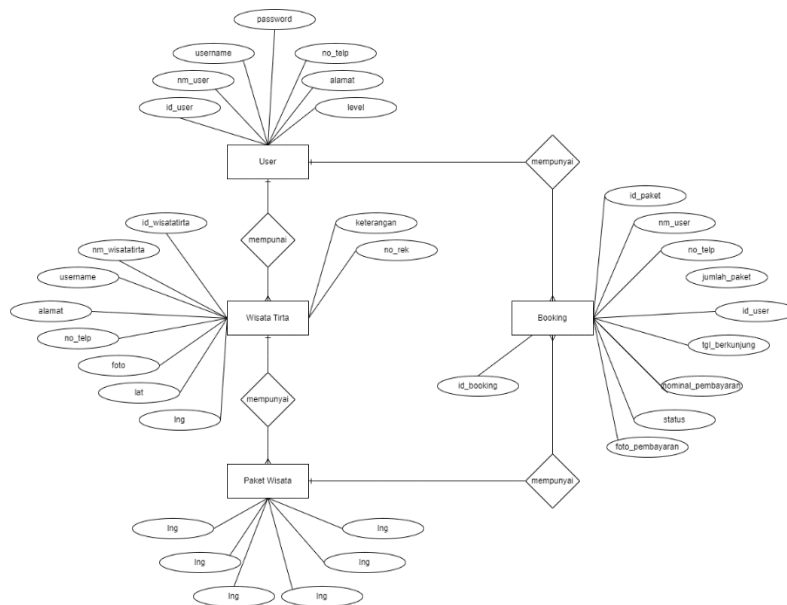 password
username
no_telp
nm_user
alamat
id_user
level
User
mempunyai
id_paket
id_wisatatirta
keterangan
nm_user
mempunai
nm_wisatatirta
no_rek
no_telp
username
jumlah_paket
alamat
Wisata Tirta
Booking
id_user
no_telp
tgl_berkunjung
foto
id_booking
nominal_pembayaran
lat
mempunyai
lng
status
foto_pembayaran
Paket Wisata
mempunyai
lng
lng
lng
lng
lng
lng